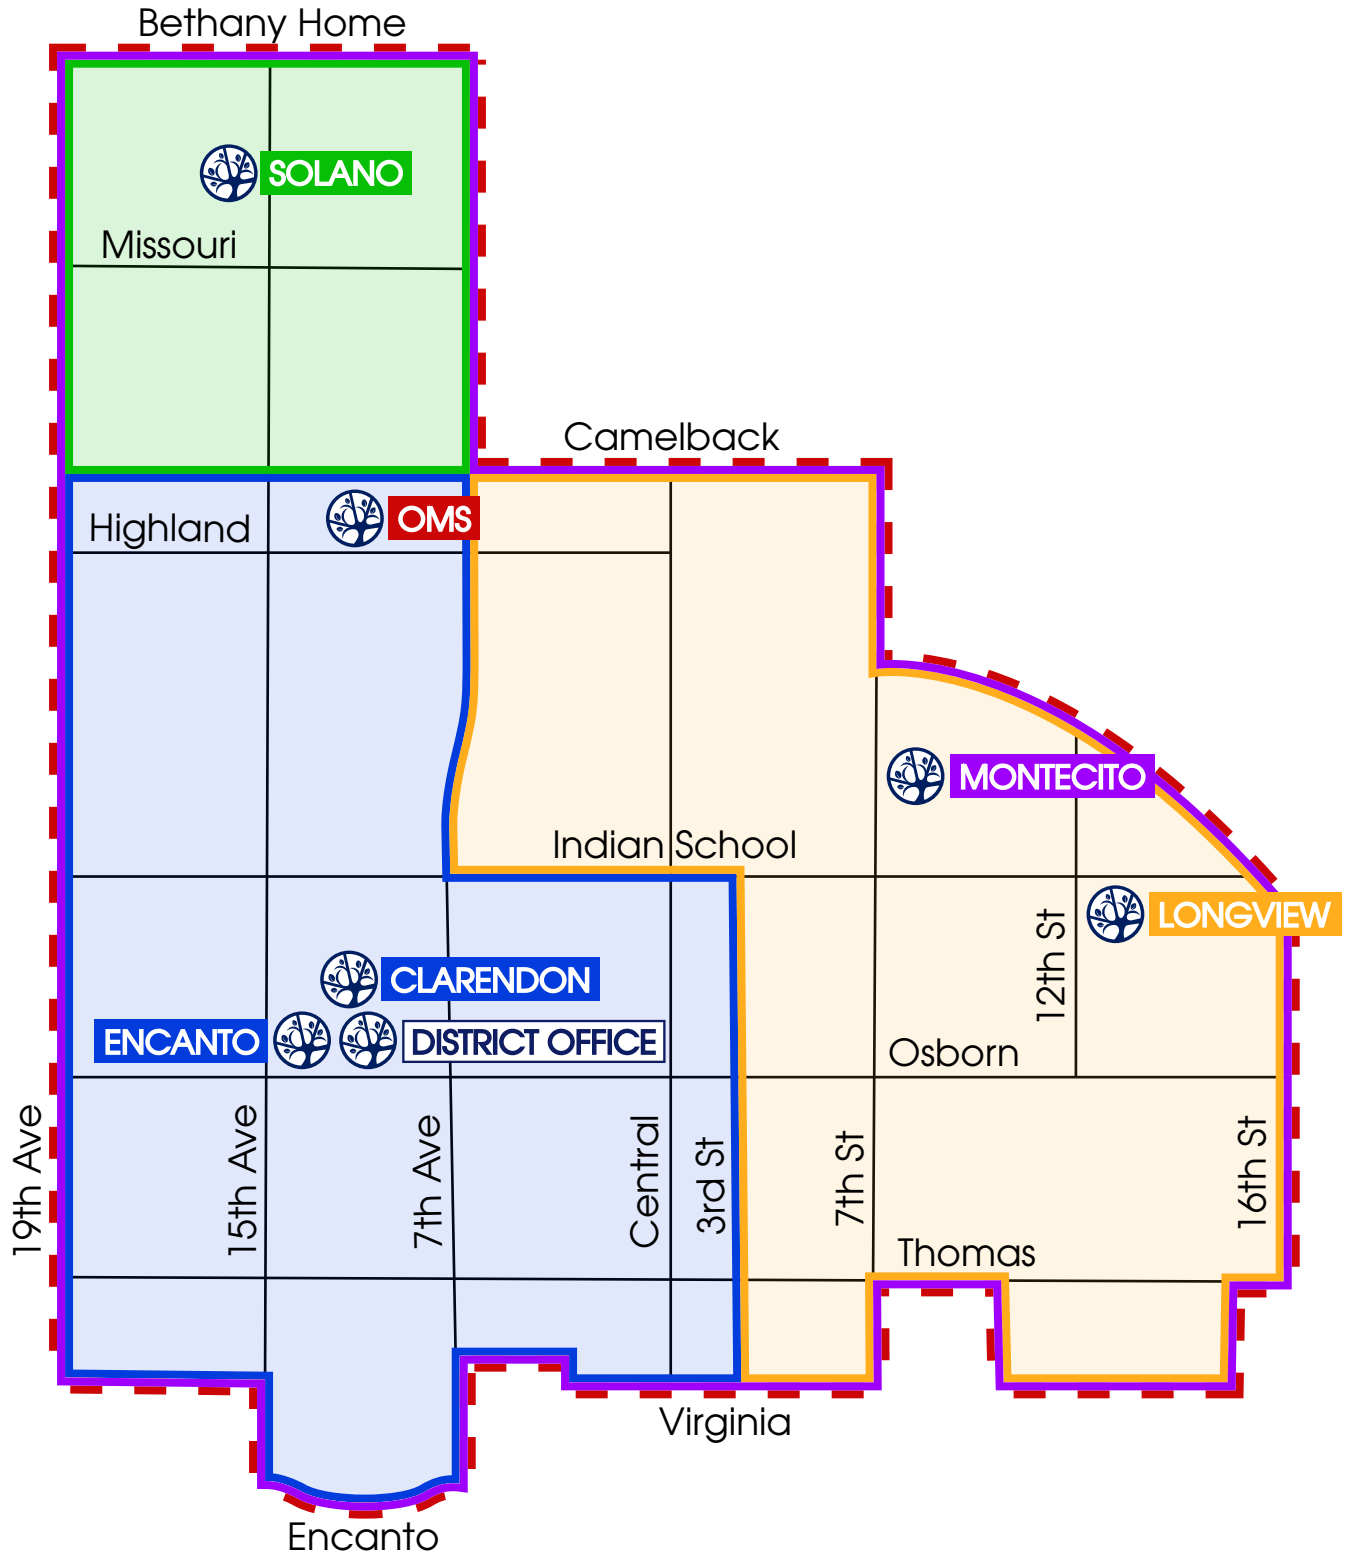 Bethany Home
SOLANO
Missouri
Camelback
OMS
Highland
MONTECITO
Indian School
LONGVIEW
12th St
CLARENDON
ENCANTO
DISTRICT OFFICE
Osborn
19th Ave
15th Ave
7th Ave
Central
3rd St
7th St
16th St
Thomas
Virginia
Encanto